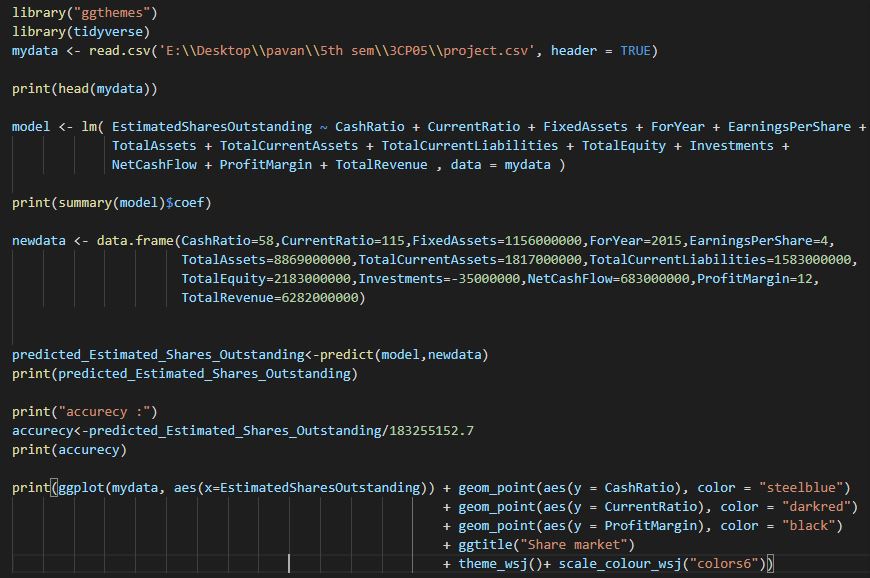 library("ggthemes")
library(tidyverse)
mydata <- read.csv('E:\\Desktop\\pavan\\5th sem\\3CP05\\project.csv', header = TRUE)
print(head(mydata))
model <- lm( EstimatedSharesOutstanding ~ CashRatio + CurrentRatio + FixedAssets + ForYear + EarningsPerShare +
TotalAssets + TotalCurrentAssets + TotalCurrentLiabilities + TotalEquity + Investments +
NetCashFlow + ProfitMargin + TotalRevenue , data = mydata )
print(summary(model)$coef)
newdata <- data.frame(CashRatio=58,CurrentRatio=115,FixedAssets=1156000000,ForYear=2015,EarningsPerShare=4,
TotalAssets=8869000000,TotalCurrentAssets=1817000000,TotalCurrentLiabilities=1583000000,
TotalEquity=2183000000,Investments=-35000000,NetCashFlow=683000000,ProfitMargin=12,
TotalRevenue=6282000000)
predicted_Estimated_Shares_Outstanding<-predict(model,newdata)
print(predicted_Estimated_Shares_Outstanding)
print("accurecy :")
accurecy<-predicted_Estimated_Shares_Outstanding/183255152.7
print(accurecy)
print(ggplot(mydata, aes(x=EstimatedSharesOutstanding)) + geom_point(aes(y = CashRatio), color = "steelblue")
+ geom_point(aes(y = CurrentRatio), color = "darkred")
+ geom_point(aes(y = ProfitMargin), color = "black")
+ ggtitle("Share market")
+ theme_wsj()+ scale_colour_wsj("colors6"))